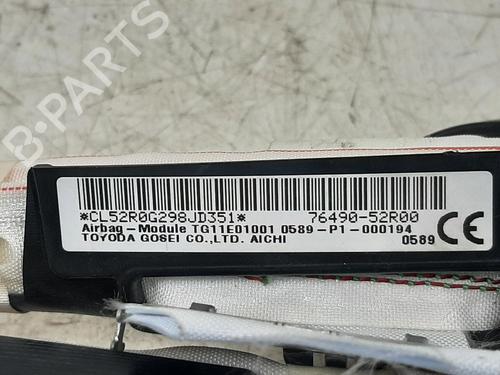 B-PARTS
*CL52R0G298JD351* 76490-52R00
Airbag - Module TG11E01001 0589-P1-000194
TOYODA GOSEI CO.,LTD. AICHI 0589
CE